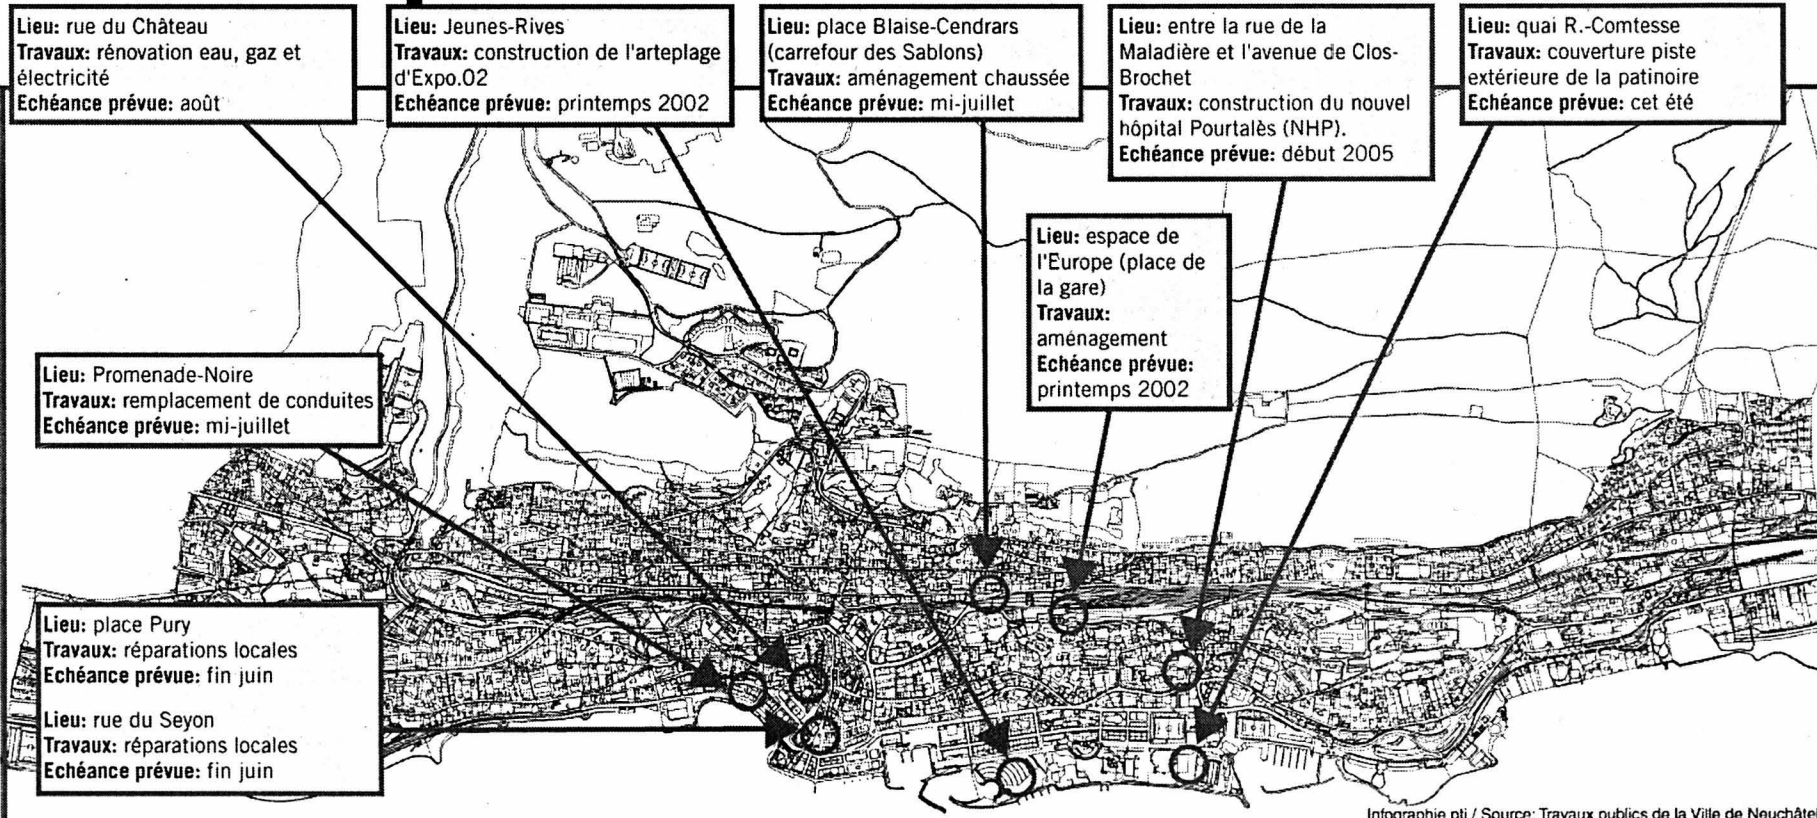 Lieu: rue du Château
Travaux: rénovation eau, gaz et
électricité
Echéance prévue: août
Lieu: Jeunes-Rives
Travaux: construction de l'arteplage
d'Expo.02
Echéance prévue: printemps 2002
Lieu: place Blaise-Cendrars
(carrefour des Sablons)
Travaux: aménagement chaussée
Echéance prévue: mi-juillet
Lieu: entre la rue de la
Maladière et l'avenue de Clos-
Brochet
Travaux: construction du nouvel
hôpital Pourtalès (NHP).
Echéance prévue: début 2005
Lieu: quai R.-Comtesse
Travaux: couverture piste
extérieure de la patinoire
Echéance prévue: cet été
Lieu: espace de
l'Europe (place de
la gare)
Travaux:
aménagement
Echéance prévue:
printemps 2002
Lieu: Promenade-Noire
Travaux: remplacement de conduites
Echéance prévue: mi-juillet
Lieu: place Pury
Travaux: réparations locales
Echéance prévue: fin juin
Lieu: rue du Seyon
Travaux: réparations locales
Echéance prévue: fin juin
Infographie pti / Source: Travaux publics de la Ville de Neuchâtel